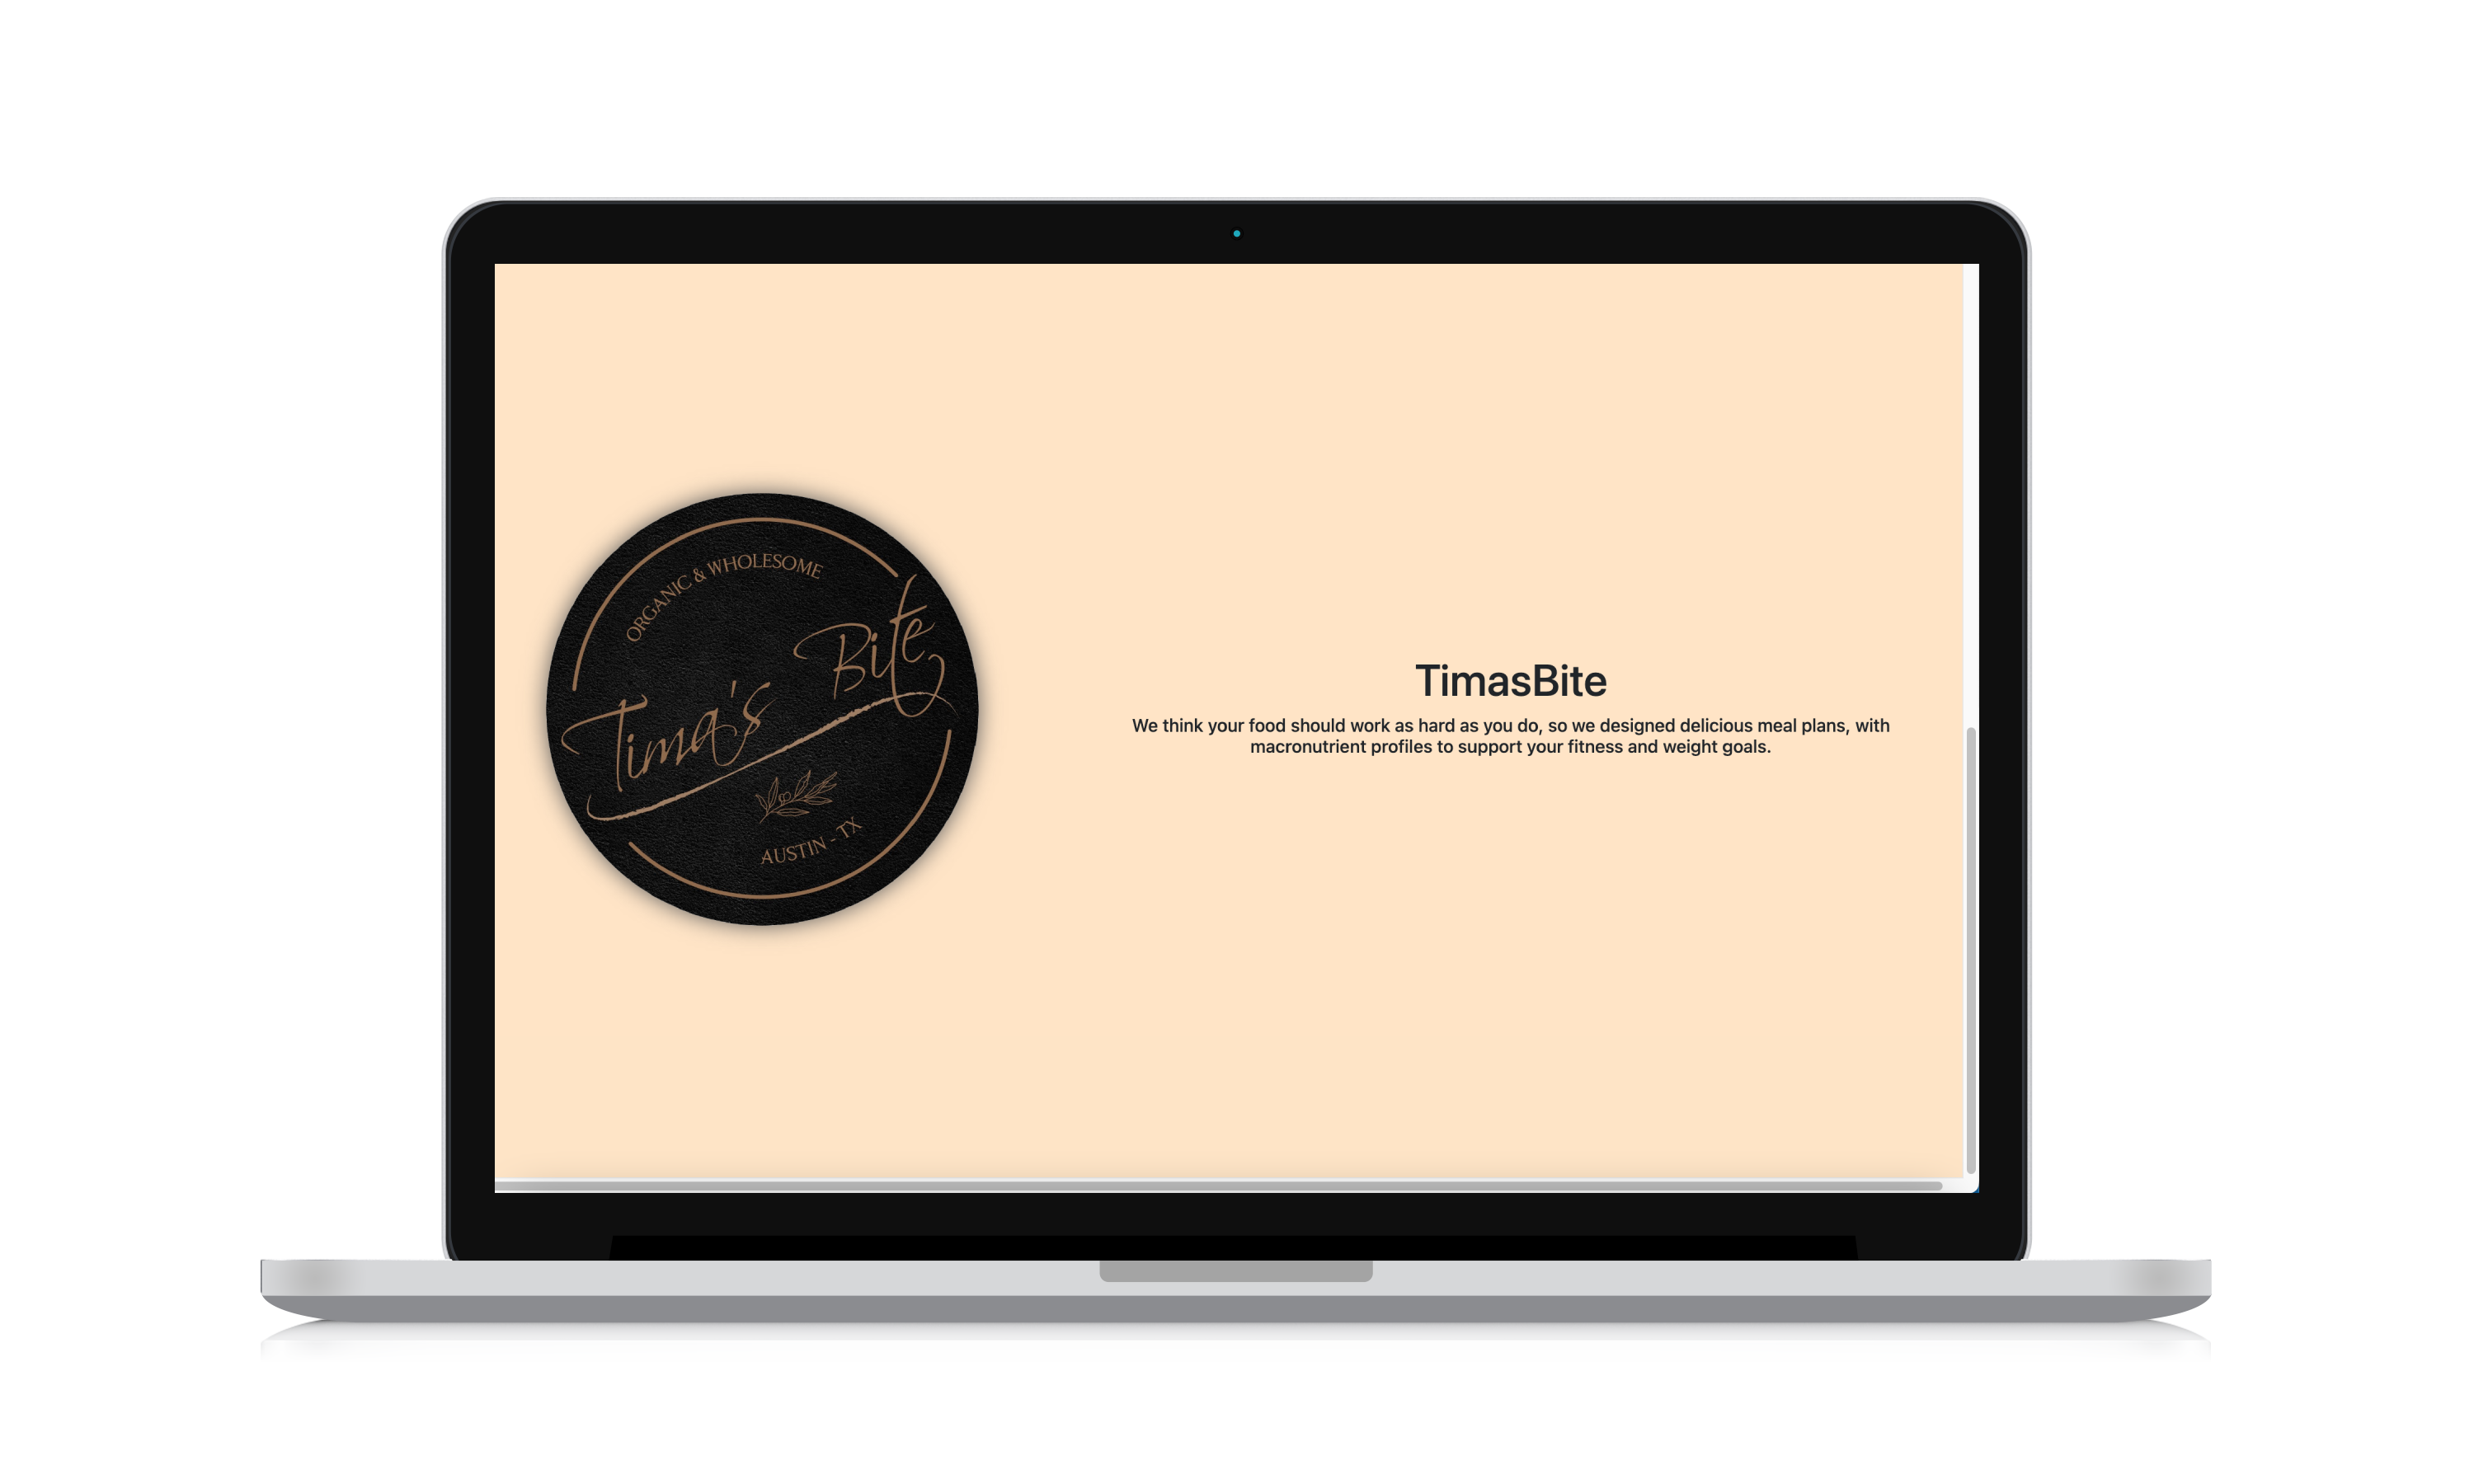 ORGANIC & WHOLESOME
Tima's Bite
AUSTIN - TX
TimasBite
We think your food should work as hard as you do, so we designed delicious meal plans, with
macronutrient profiles to support your fitness and weight goals.